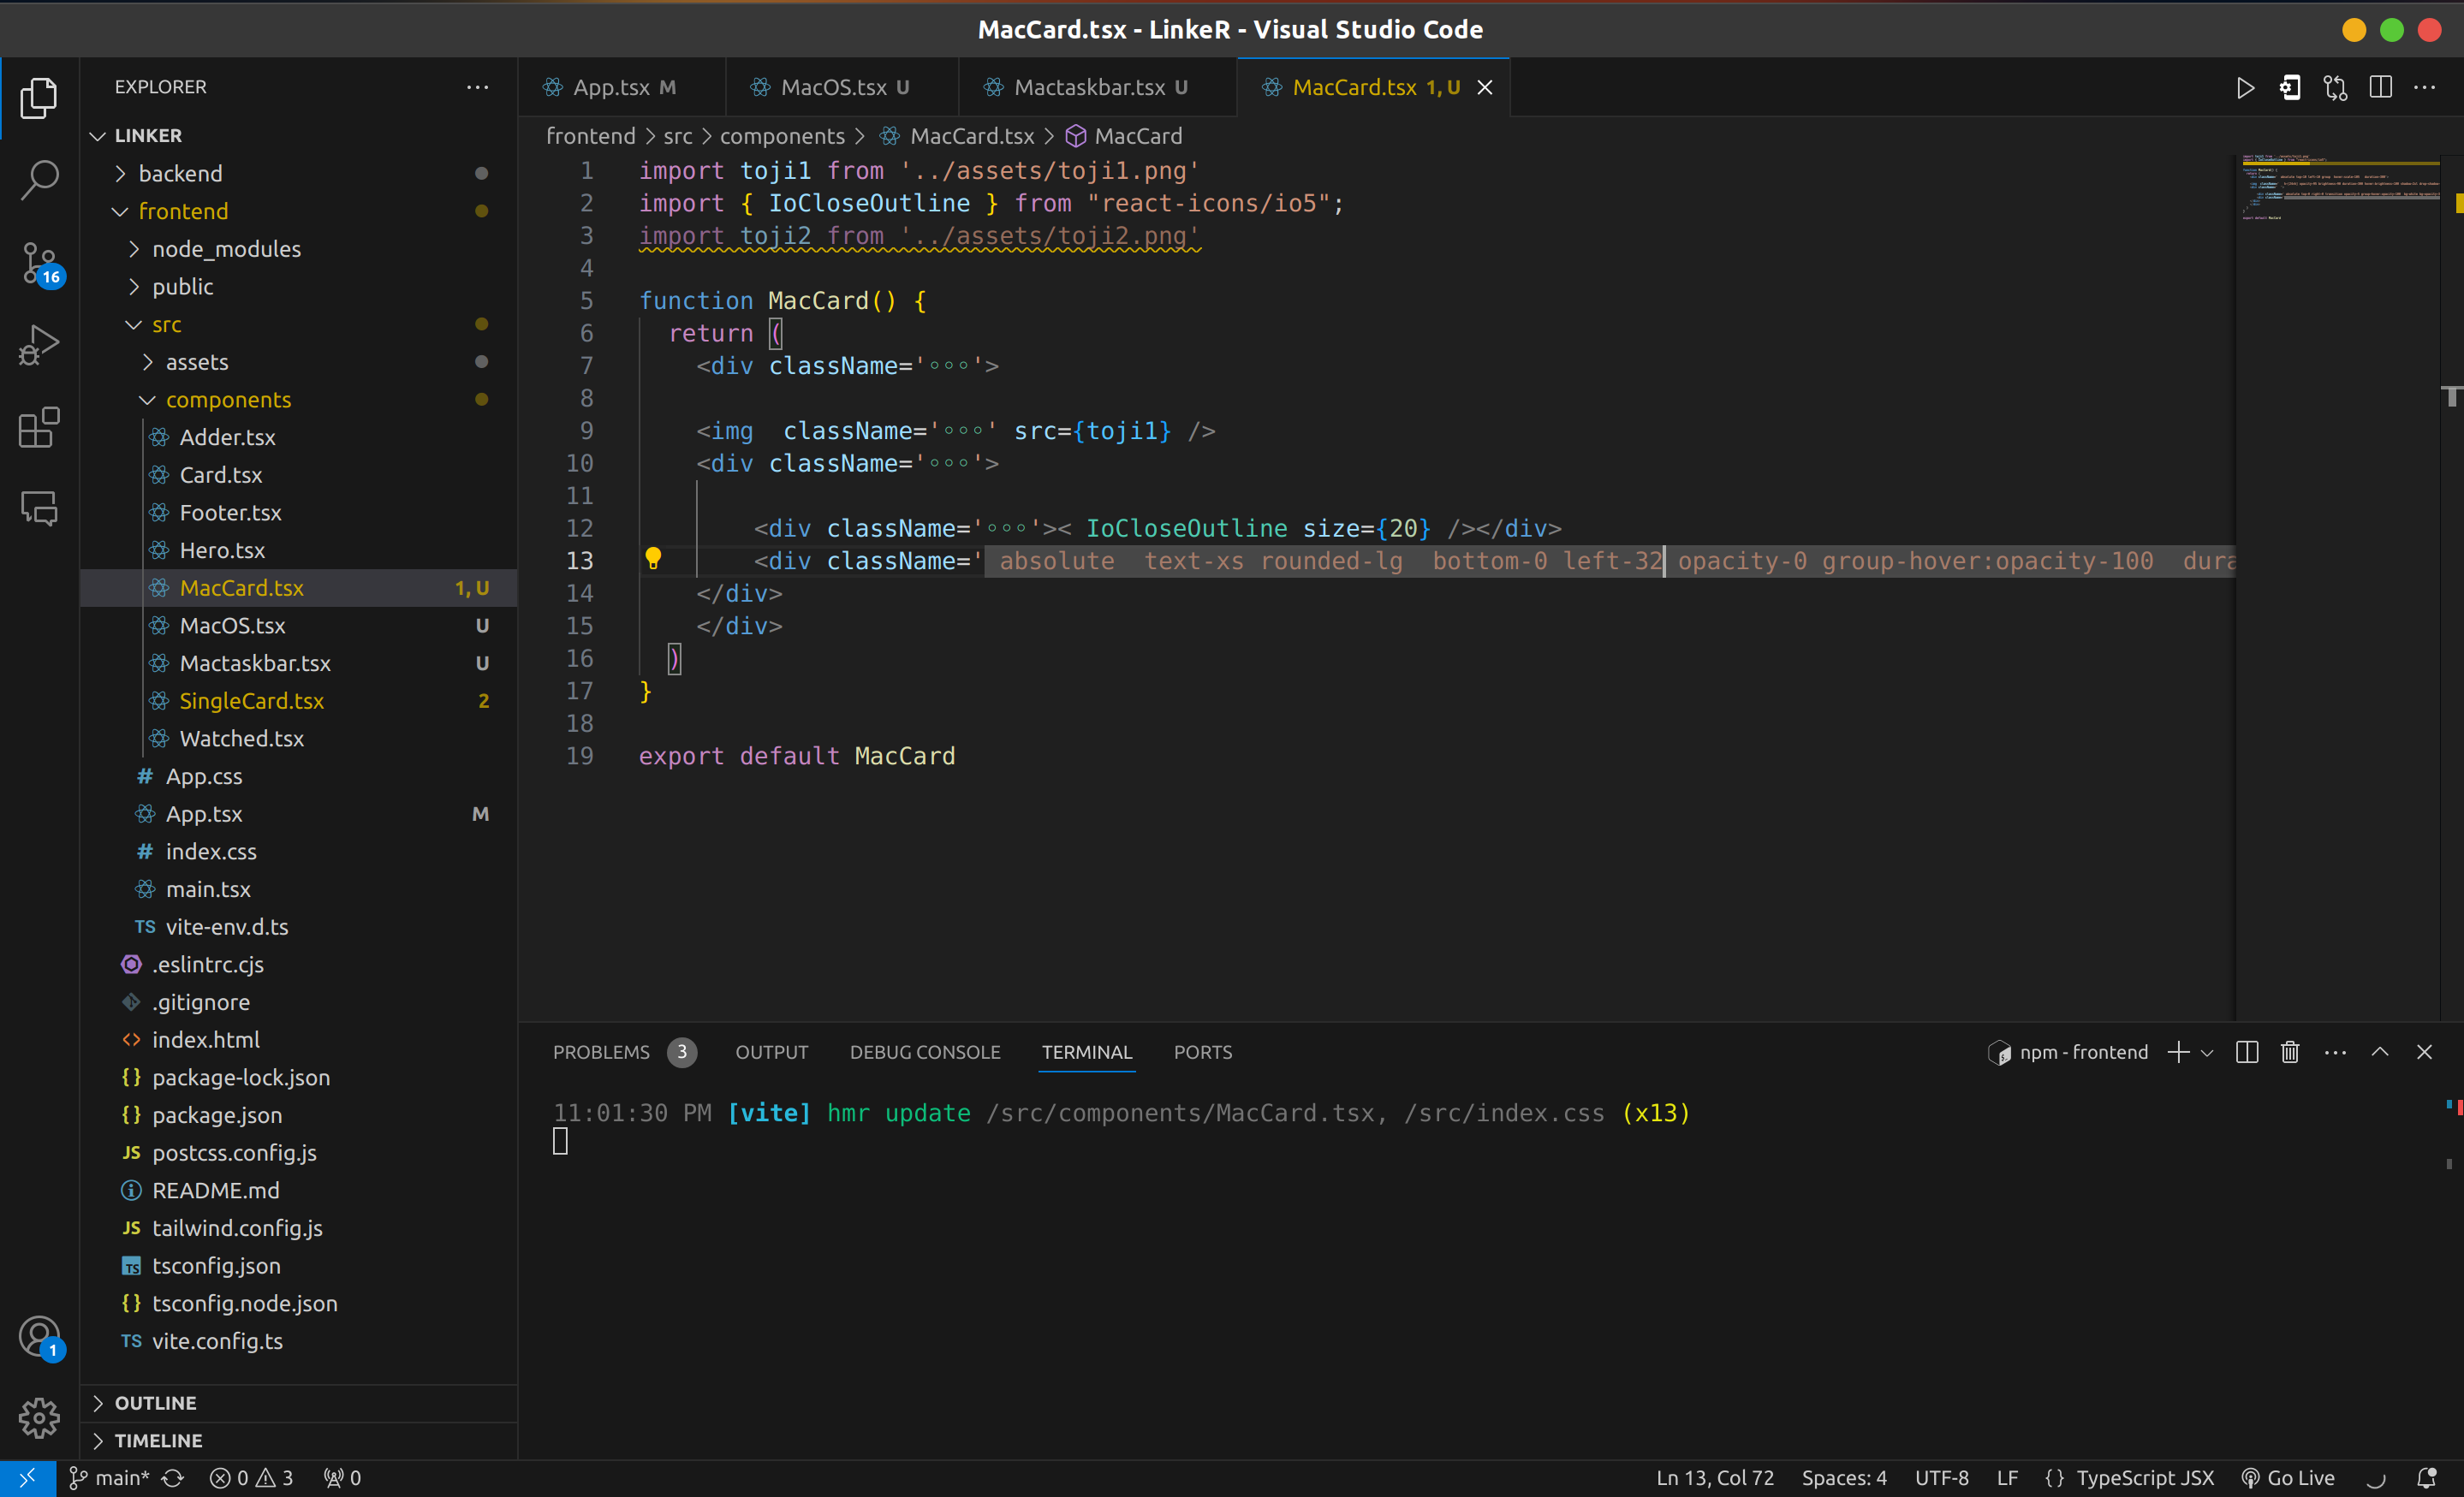 MacCard.tsx - LinkeR - Visual Studio Code
EXPLORER
LINKER
backend
frontend
node_modules
public
src
assets
components
Adder.tsx
Card.tsx
Footer.tsx
Hero.tsx
MacCard.tsx 1, U
MacOS.tsx U
Mactaskbar.tsx U
SingleCard.tsx 2
Watched.tsx
# App.css
App.tsx M
# index.css
main.tsx
TS vite-env.d.ts
.eslintrc.cjs
.gitignore
<> index.html
{} package-lock.json
{} package.json
JS postcss.config.js
README.md
JS tailwind.config.js
TS tsconfig.json
{} tsconfig.node.json
TS vite.config.ts
OUTLINE
TIMELINE
16
1
App.tsx M
MacOS.tsx U
Mactaskbar.tsx U
MacCard.tsx 1, U
frontend > src > components > MacCard.tsx > MacCard
1 import toji1 from '../assets/toji1.png'
2 import { IoCloseOutline } from "react-icons/io5";
3 import toji2 from '../assets/toji2.png'
4
5 function MacCard() {
6 return (
7 <div className='◦◦◦'>
8
9 <img  className='◦◦◦' src={toji1} />
10 <div className='◦◦◦'>
11
12 <div className='◦◦◦'>< IoCloseOutline size={20} /></div>
13 <div className=' absolute  text-xs rounded-lg  bottom-0 left-32 opacity-0 group-hover:opacity-100  dura
14 </div>
15 </div>
16 )
17 }
18
19 export default MacCard
PROBLEMS 3 OUTPUT DEBUG CONSOLE TERMINAL PORTS
npm - frontend
11:01:30 PM [vite] hmr update /src/components/MacCard.tsx, /src/index.css (x13)
main* 0 3 0
Ln 13, Col 72 Spaces: 4 UTF-8 LF {} TypeScript JSX Go Live